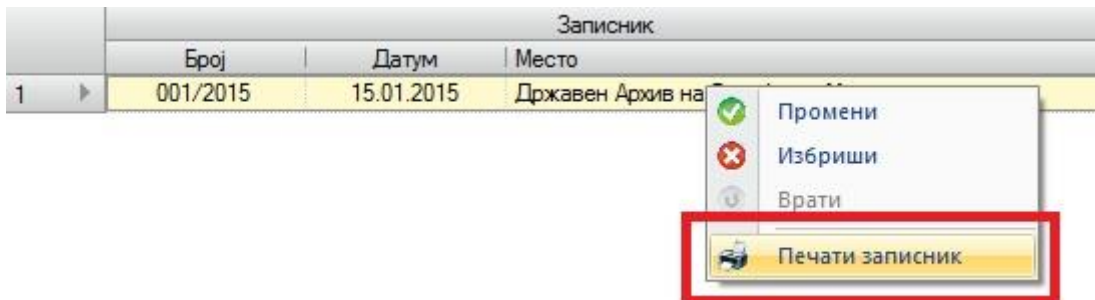 Записник
Број Датум Место
1 001/2015 15.01.2015 Државен Архив на
Промени
Избриши
Врати
Печати записник